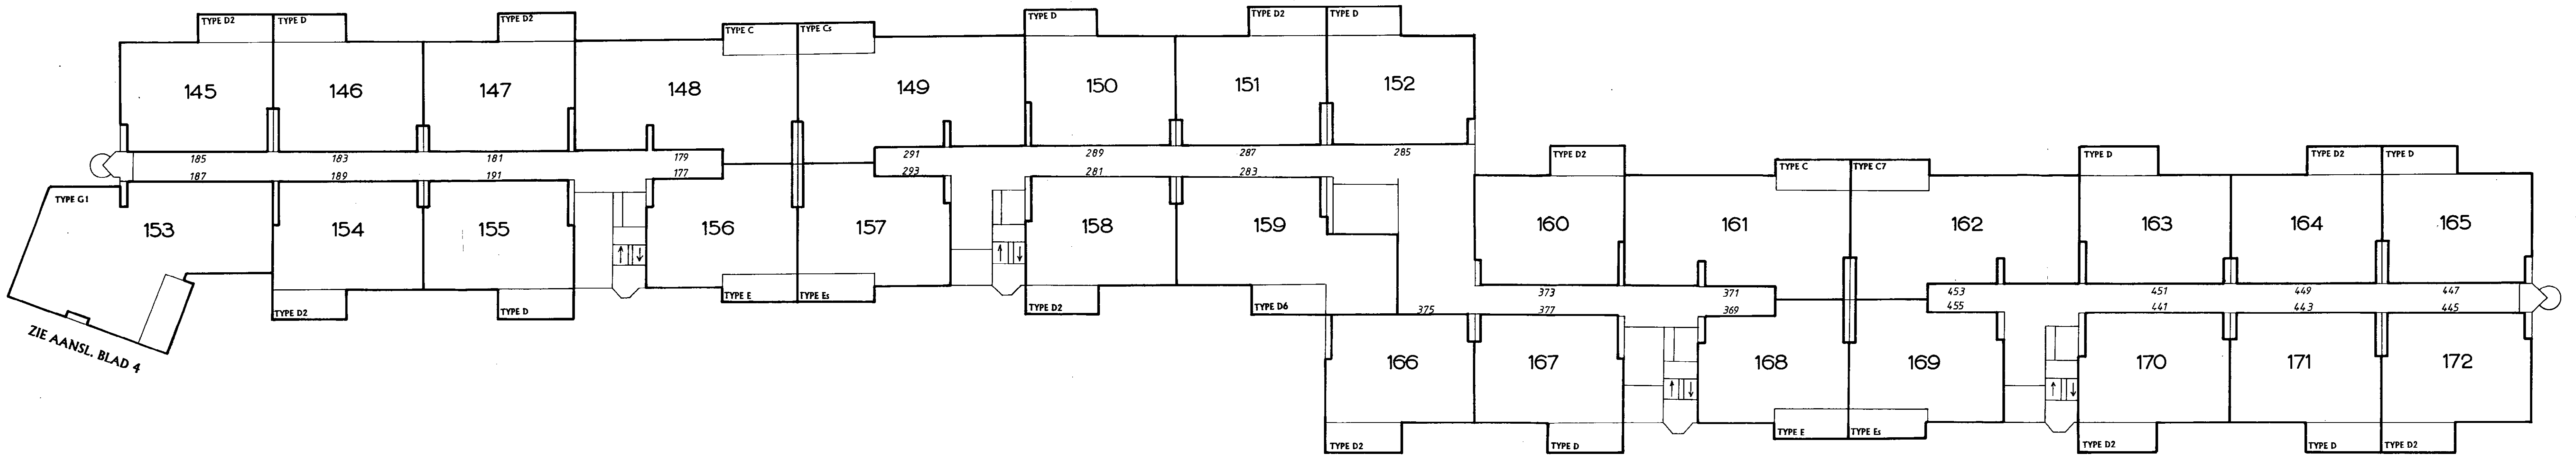 TYPE D2 TYPE D TYPE D2 TYPE C TYPE Cs TYPE D TYPE D2 TYPE D
145 146 147 148 149 150 151 152
185 183 181 179 291 289 287 285
187 189 191 177 293 281 283
TYPE G1
153 154 155 156 157 158 159
TYPE D2 TYPE D TYPE E TYPE Es TYPE D2 TYPE D6
ZIE AANSL. BLAD 4
TYPE D2 TYPE C TYPE C7 TYPE D TYPE D2 TYPE D
160 161 162 163 164 165
373 371 453 451 449 447
375 377 369 455 441 443 445
166 167 168 169 170 171 172
TYPE D2 TYPE D TYPE E TYPE Es TYPE D2 TYPE D TYPE D2